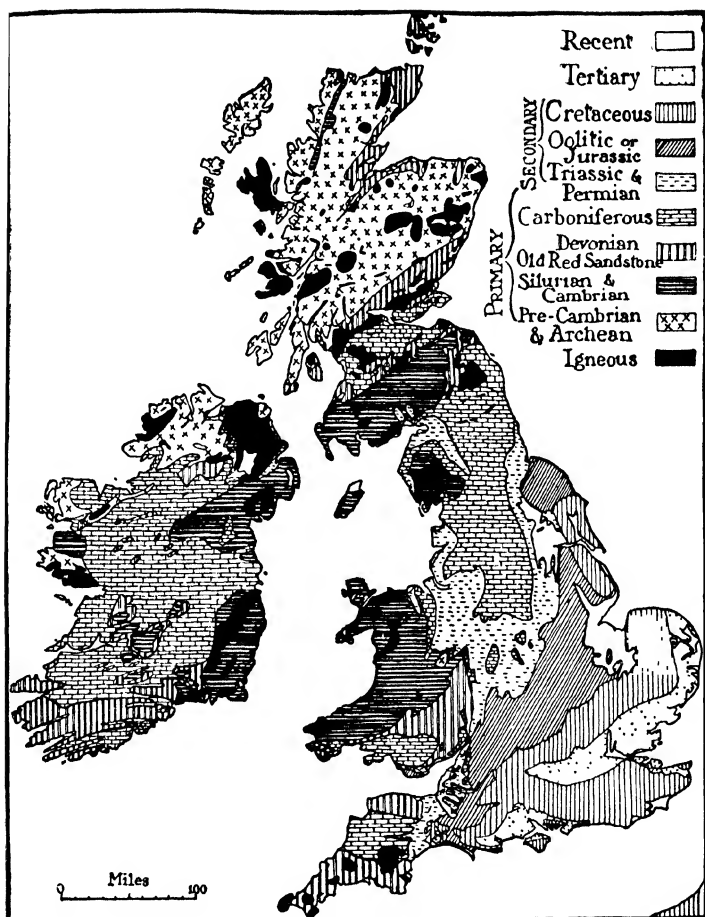 Recent
Tertiary
SECONDARY
Cretaceous
Oolitic or
Jurassic
Triassic &
Permian
PRIMARY
Carboniferous
Devonian
Old Red Sandstone
Silurian &
Cambrian
Pre-Cambrian
& Archean
Igneous
Miles
0 100